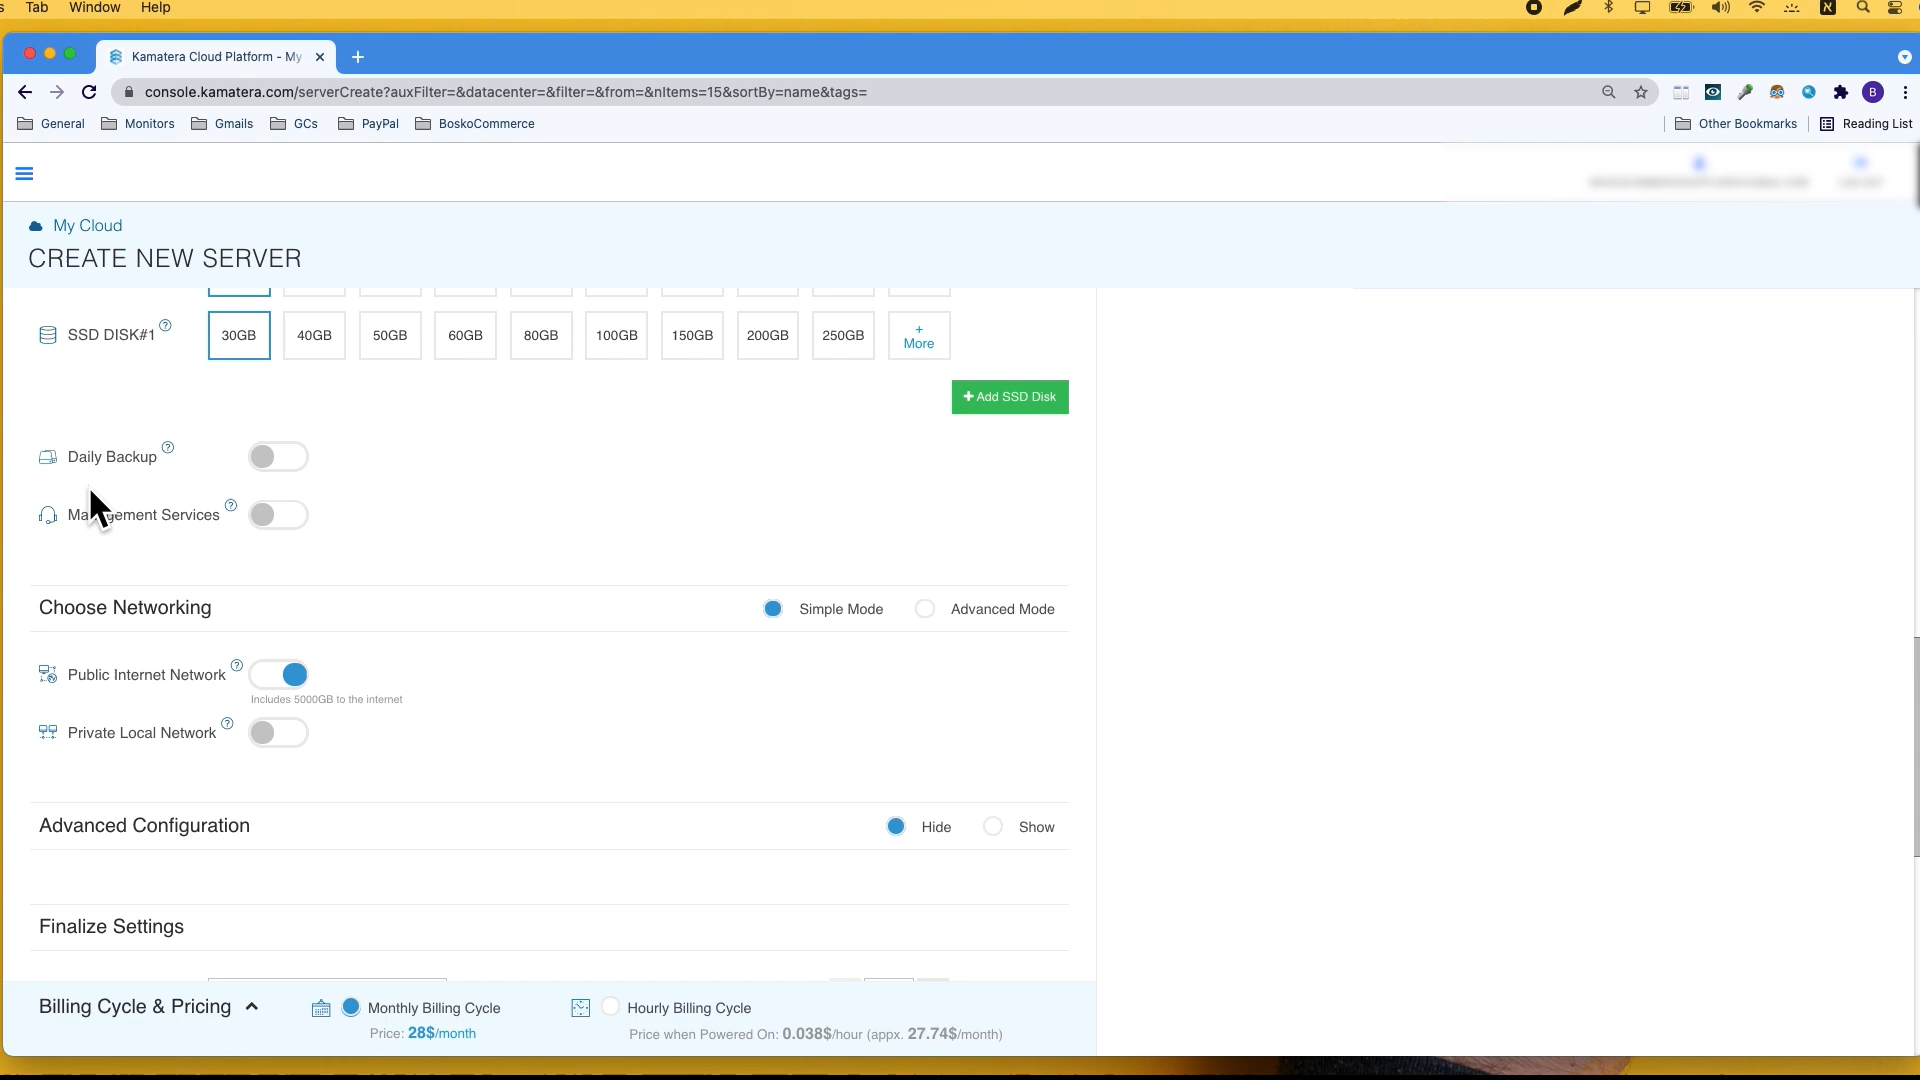 Tab Window Help
Kamatera Cloud Platform - My
console.kamatera.com/serverCreate?auxFilter=&datacenter=&filter=&from=&nItems=15&sortBy=name&tags=
B
General Monitors Gmails GCs PayPal BoskoCommerce Other Bookmarks Reading List
My Cloud
CREATE NEW SERVER
SSD DISK#1 ? 30GB 40GB 50GB 60GB 80GB 100GB 150GB 200GB 250GB + More
+ Add SSD Disk
Daily Backup ?
Services ?
Choose Networking Simple Mode Advanced Mode
Public Internet Network ?
Includes 5000GB to the internet
Private Local Network ?
Advanced Configuration Hide Show
Finalize Settings
Billing Cycle & Pricing Monthly Billing Cycle Hourly Billing Cycle
Price: 28$/month Price when Powered On: 0.038$/hour (appx. 27.74$/month)